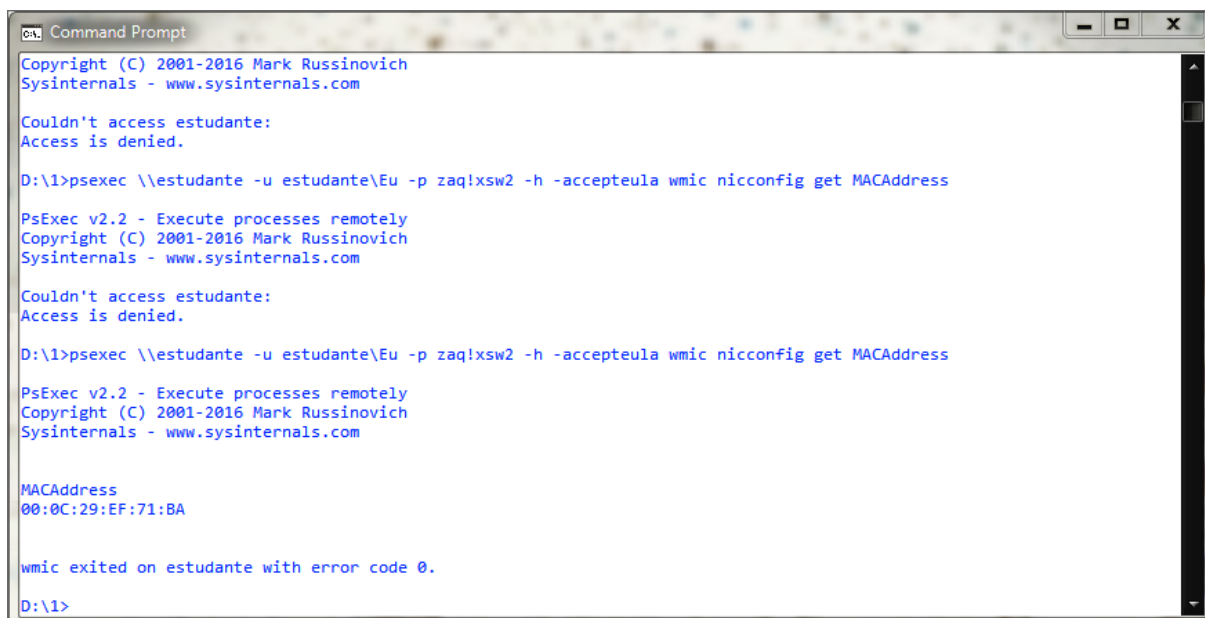 Command Prompt
Copyright (C) 2001-2016 Mark Russinovich
Sysinternals - www.sysinternals.com
Couldn't access estudante:
Access is denied.
D:\1>psexec \\estudante -u estudante\Eu -p zaq!xsw2 -h -accepteula wmic nicconfig get MACAddress
PsExec v2.2 - Execute processes remotely
Copyright (C) 2001-2016 Mark Russinovich
Sysinternals - www.sysinternals.com
Couldn't access estudante:
Access is denied.
D:\1>psexec \\estudante -u estudante\Eu -p zaq!xsw2 -h -accepteula wmic nicconfig get MACAddress
PsExec v2.2 - Execute processes remotely
Copyright (C) 2001-2016 Mark Russinovich
Sysinternals - www.sysinternals.com
MACAddress
00:0C:29:EF:71:BA
wmic exited on estudante with error code 0.
D:\1>